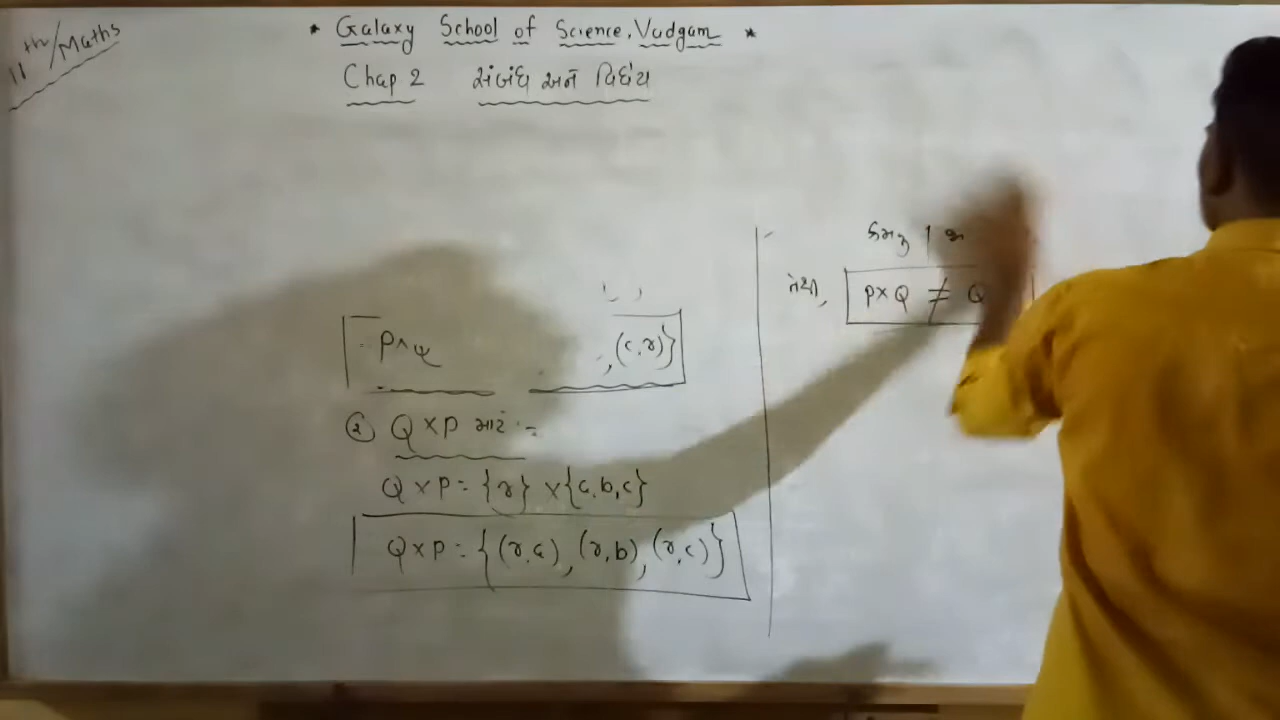 11th/Maths
* Galaxy School of Science, Vadgam *
Chap 2 સંબંધ અને વિધેય
P×Q ,(c,r)}
② Q×P માટે :-
Q×P = {r} ×{a,b,c}
Q×P = {(r,a),(r,b),(r,c)}
તેથી, P×Q ≠ Q